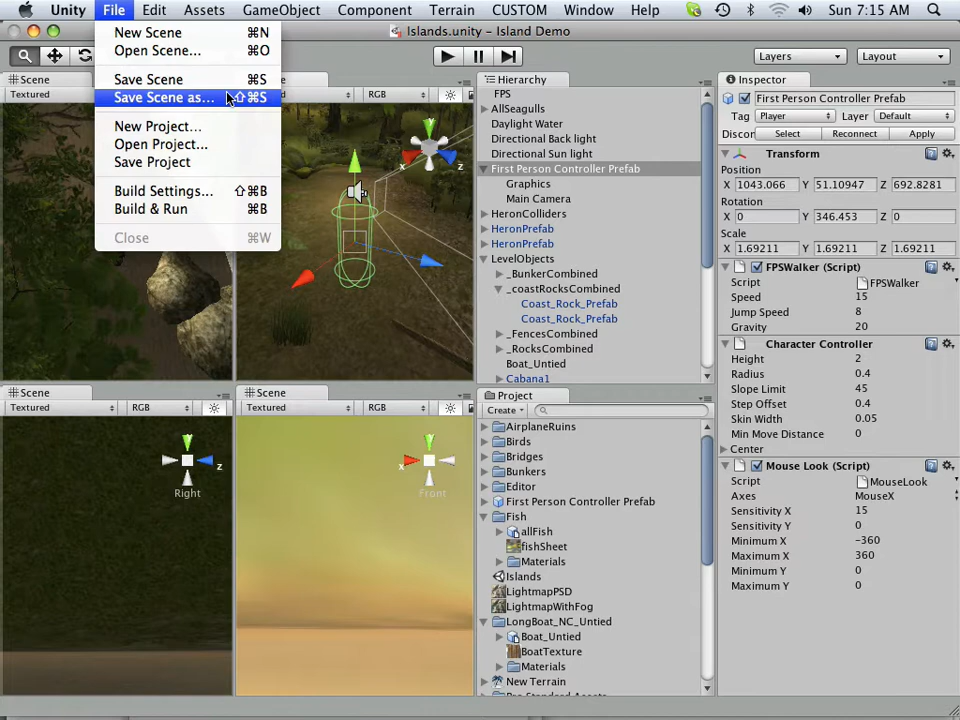 Unity File Edit Assets GameObject Component Terrain CUSTOM Window Help Sun 7:15 AM
Islands.unity - Island Demo
New Scene ⌘N
Open Scene... ⌘O
Save Scene ⌘S
Save Scene as... ⇧⌘S
New Project...
Open Project...
Save Project
Build Settings... ⇧⌘B
Build & Run ⌘B
Close ⌘W
Layers Layout
Scene
Textured
RGB
Scene
Textured RGB
z
Right
Scene
Textured RGB
x
Front
Hierarchy
FPS
AllSeagulls
Daylight Water
Directional Back light
Directional Sun light
First Person Controller Prefab
Graphics
Main Camera
HeronColliders
HeronPrefab
HeronPrefab
LevelObjects
_BunkerCombined
_coastRocksCombined
Coast_Rock_Prefab
Coast_Rock_Prefab
_FencesCombined
_RocksCombined
Boat_Untied
Cabana1
Project
Create
AirplaneRuins
Birds
Bridges
Bunkers
Editor
First Person Controller Prefab
Fish
allFish
fishSheet
Materials
Islands
LightmapPSD
LightmapWithFog
LongBoat_NC_Untied
Boat_Untied
BoatTexture
Materials
New Terrain
Inspector
First Person Controller Prefab
Tag Player Layer Default
Discon Select Reconnect Apply
Transform
Position
X 1043.066 Y 51.10947 Z 692.8281
Rotation
X 0 Y 346.453 Z 0
Scale
X 1.69211 Y 1.69211 Z 1.69211
FPSWalker (Script)
Script FPSWalker
Speed 15
Jump Speed 8
Gravity 20
Character Controller
Height 2
Radius 0.4
Slope Limit 45
Step Offset 0.4
Skin Width 0.05
Min Move Distance 0
Center
Mouse Look (Script)
Script MouseLook
Axes MouseX
Sensitivity X 15
Sensitivity Y 0
Minimum X -360
Maximum X 360
Minimum Y 0
Maximum Y 0